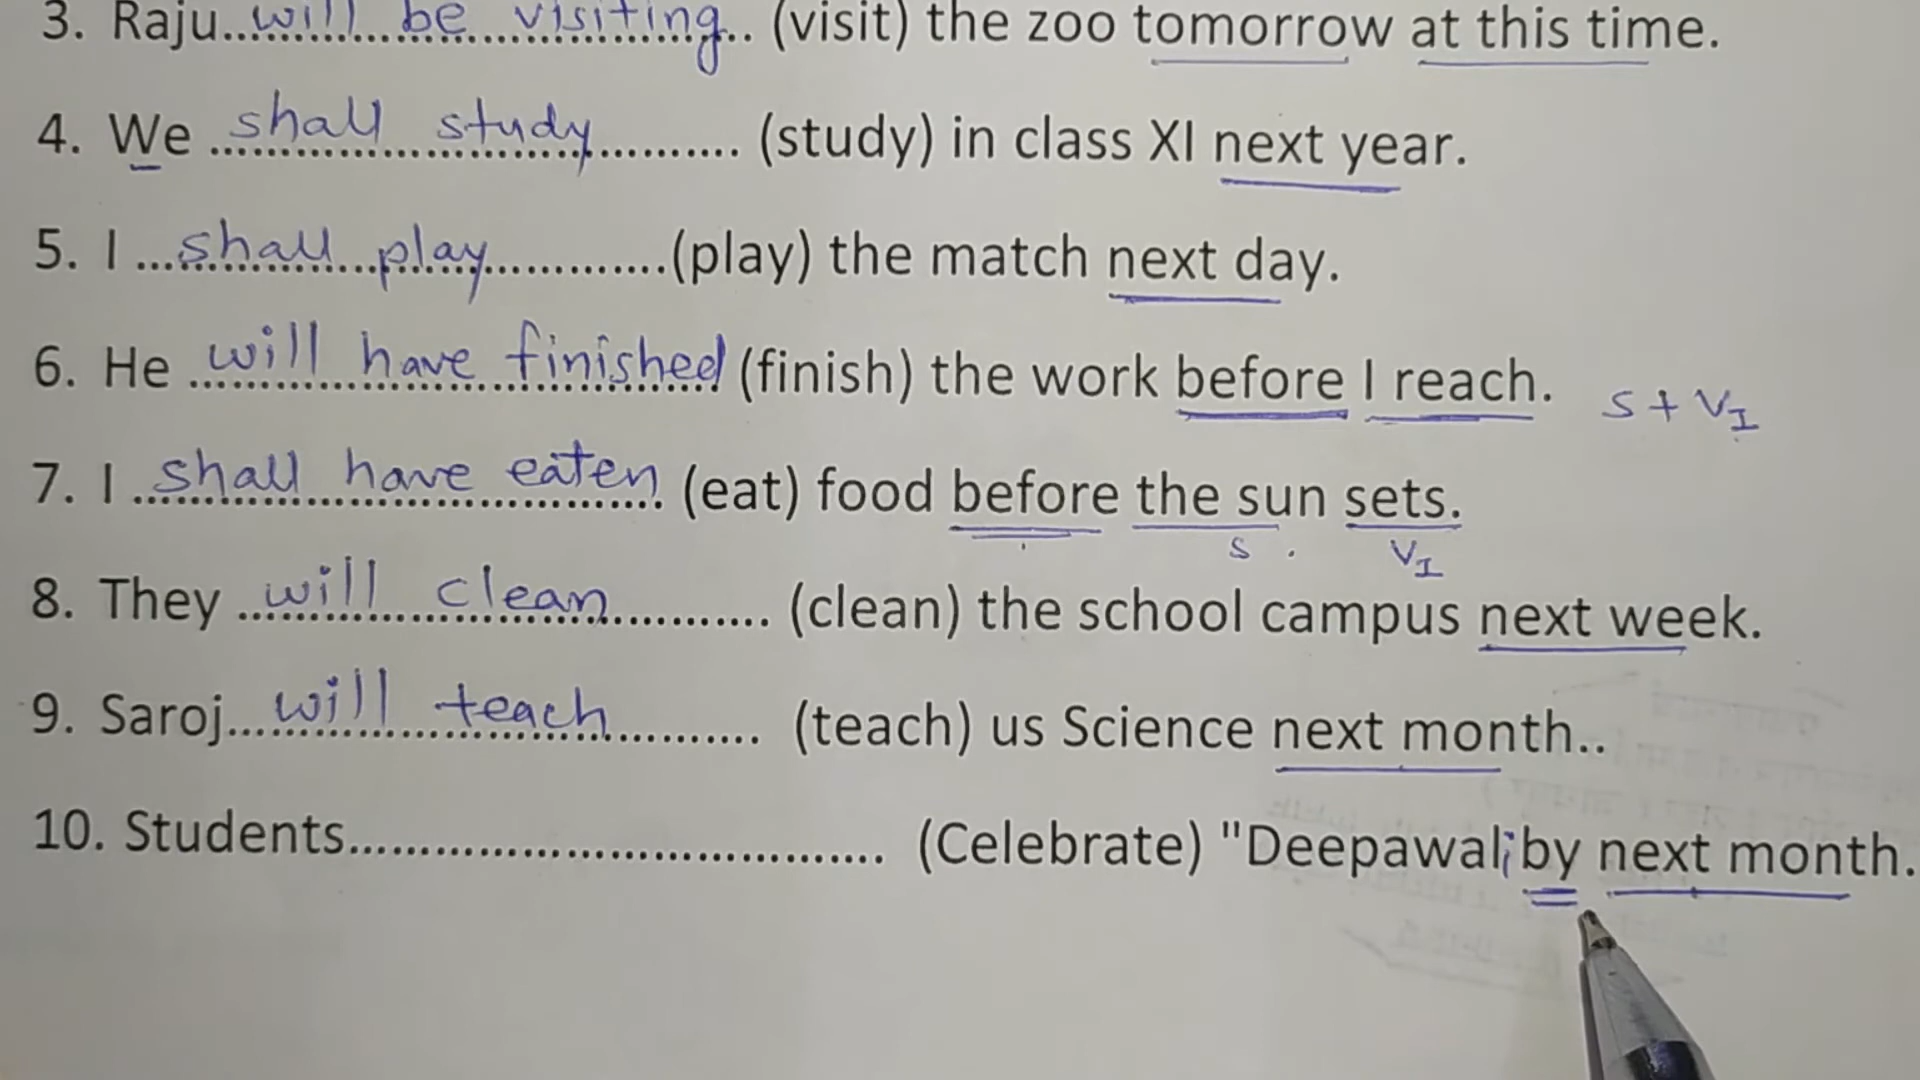 3. Raju...will be visiting... (visit) the zoo tomorrow at this time.
4. We shall study............ (study) in class XI next year.
5. I ...shall play............(play) the match next day.
6. He will have finished (finish) the work before I reach. S + V I
7. I ...shall have eaten (eat) food before the sun sets.
S . V I
8. They ...will clean............ (clean) the school campus next week.
9. Saroj...will teach............ (teach) us Science next month..
10. Students........................................ (Celebrate) "Deepawali by next month.